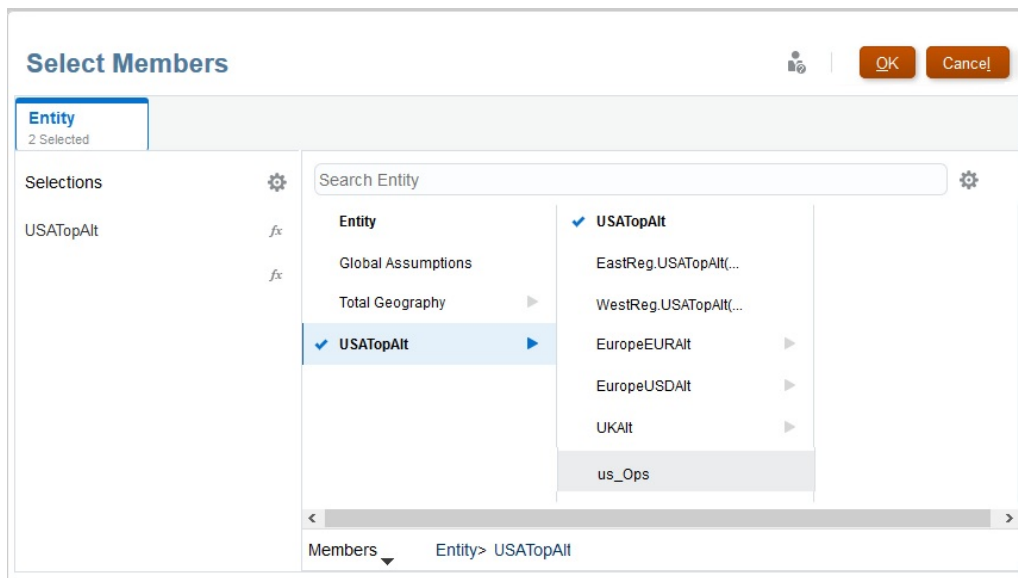 Select Members
OK
Cancel
Entity
2 Selected
Selections
Search Entity
USATopAlt
fx
fx
Entity
Global Assumptions
Total Geography
USATopAlt
USATopAlt
EastReg.USATopAlt(...
WestReg.USATopAlt(...
EuropeEURAlt
EuropeUSDAlt
UKAlt
us_Ops
Members
Entity> USATopAlt